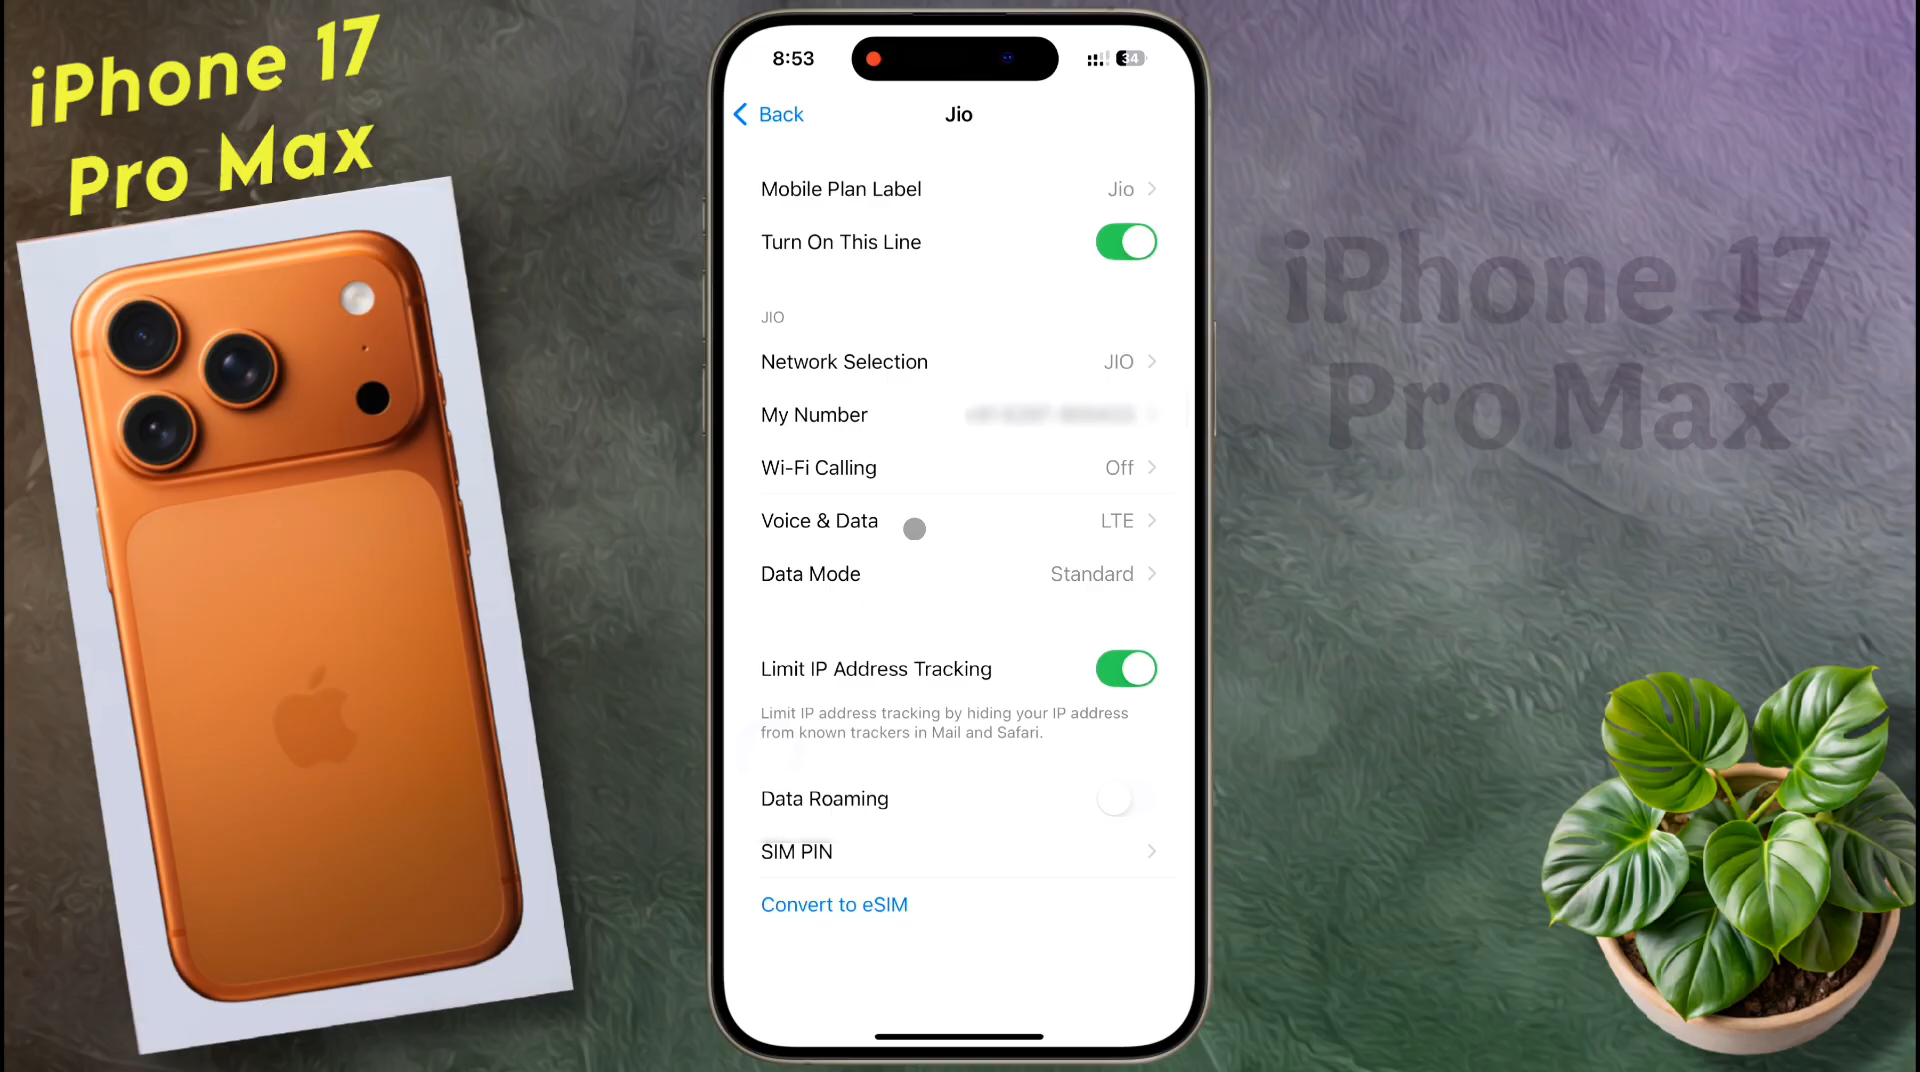 iPhone 17
Pro Max
8:53
34
Back
Jio
Mobile Plan Label
Jio
Turn On This Line
JIO
Network Selection
JIO
My Number
Wi-Fi Calling
Off
Voice & Data
LTE
Data Mode
Standard
Limit IP Address Tracking
Limit IP address tracking by hiding your IP address
from known trackers in Mail and Safari.
Data Roaming
SIM PIN
Convert to eSIM
iPhone 17
Pro Max